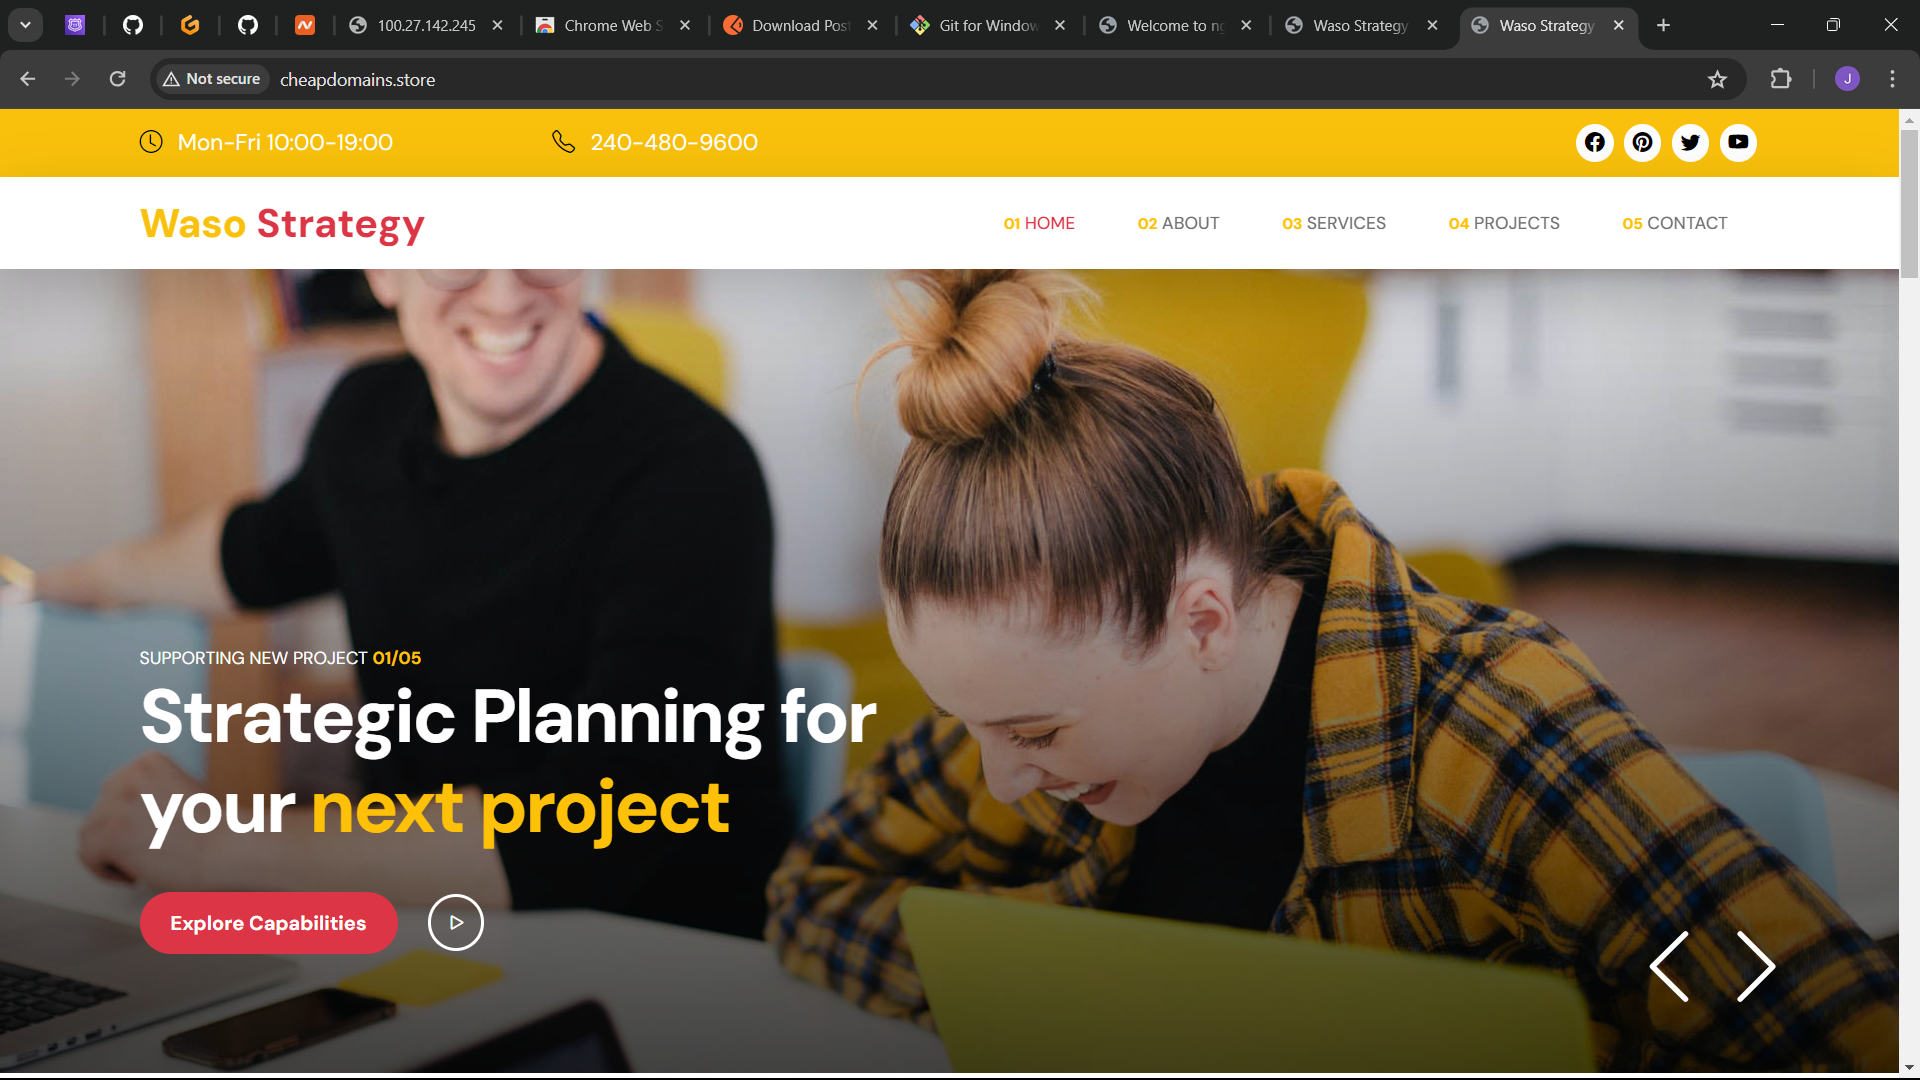 100.27.142.245
Chrome Web S
Download Pos
Git for Window
Welcome to ng
Waso Strategy
Waso Strategy
Not secure
cheapdomains.store
J
Mon-Fri 10:00-19:00
240-480-9600
Waso Strategy
01 HOME
02 ABOUT
03 SERVICES
04 PROJECTS
05 CONTACT
SUPPORTING NEW PROJECT 01/05
Strategic Planning for
your next project
Explore Capabilities